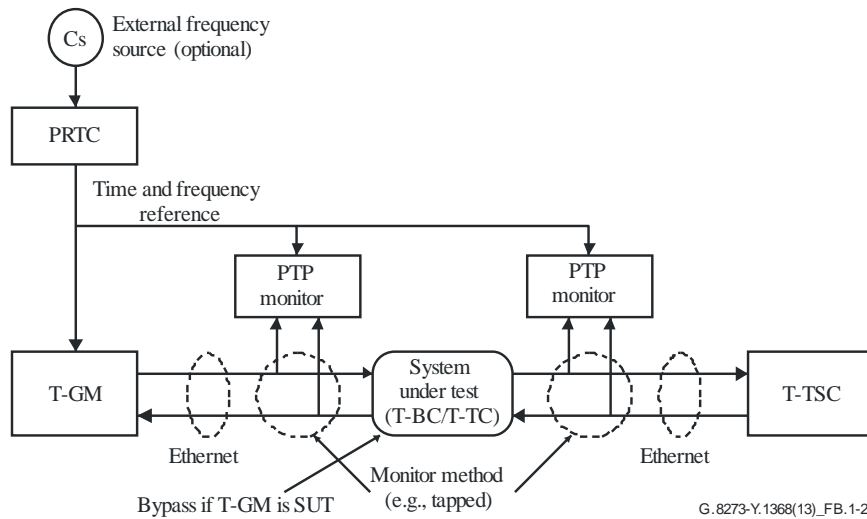 Cs
External frequency
source (optional)
PRTC
Time and frequency
reference
PTP
monitor
PTP
monitor
T-GM
System
under test
(T-BC/T-TC)
T-TSC
Ethernet
Monitor method
(e.g., tapped)
Ethernet
Bypass if T-GM is SUT
G.8273-Y.1368(13)_FB.1-2